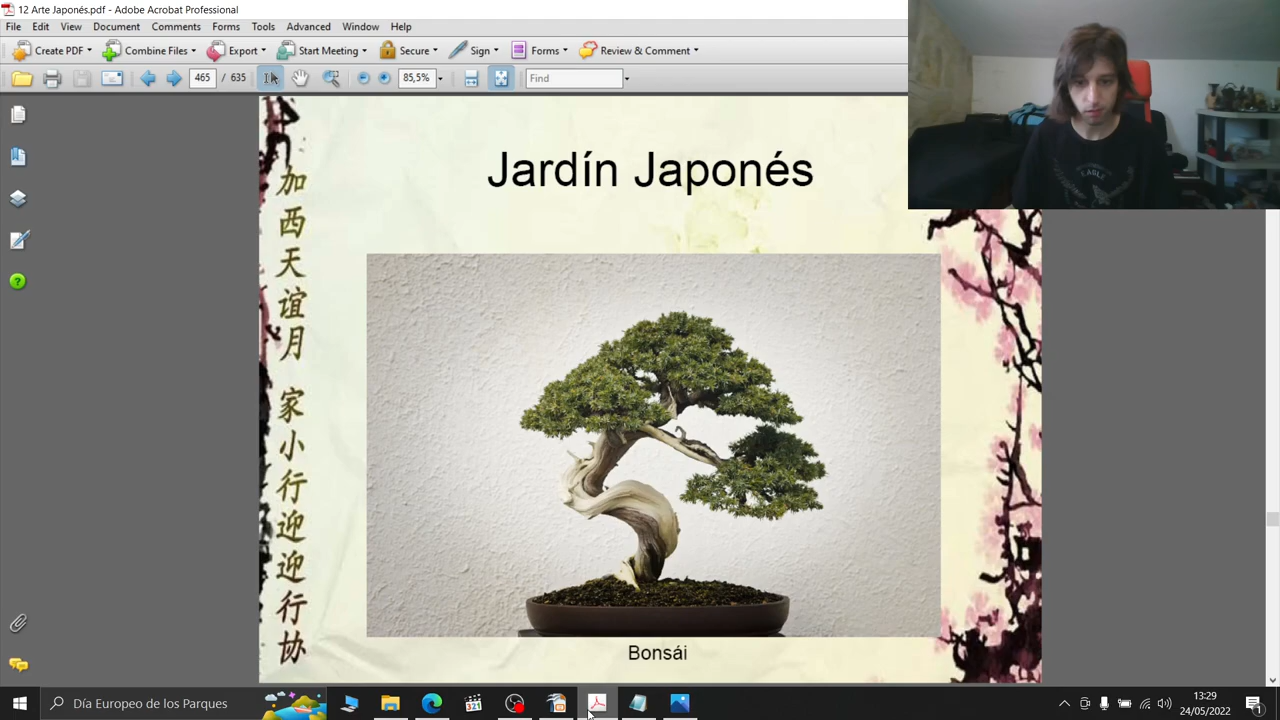 12 Arte Japonés.pdf - Adobe Acrobat Professional
File Edit View Document Comments Forms Tools Advanced Window Help
Create PDF Combine Files Export Start Meeting Secure Sign Forms Review & Comment
465 / 635 85,5% Find
Jardín Japonés
加
西
天
谊
月
家
小
行
迎
迎
行
协
EAGLE
Bonsái
Día Europeo de los Parques
321
13:29
24/05/2022
1